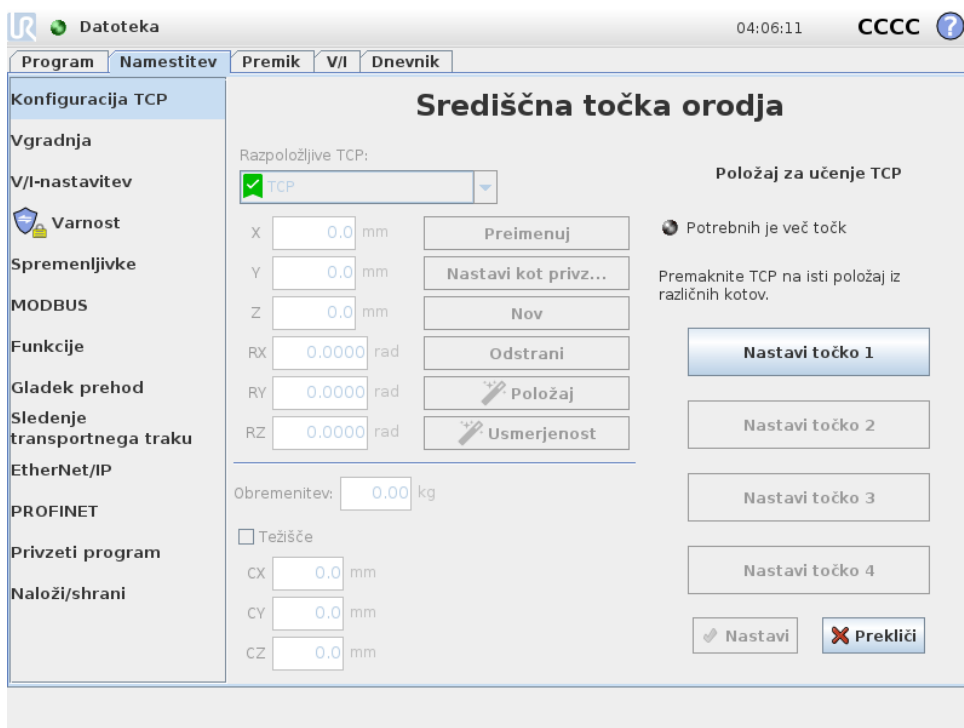 UR Datoteka 04:06:11 CCCC ?
Program Namestitev Premik V/I Dnevnik
Konfiguracija TCP
Vgradnja
V/I-nastavitev
Varnost
Spremenljivke
MODBUS
Funkcije
Gladek prehod
Sledenje
transportnega traku
EtherNet/IP
PROFINET
Privzeti program
Naloži/shrani
Središčna točka orodja
Razpoložljive TCP:
TCP
X 0.0 mm Preimenuj
Y 0.0 mm Nastavi kot privz...
Z 0.0 mm Nov
RX 0.0000 rad Odstrani
RY 0.0000 rad Položaj
RZ 0.0000 rad Usmerjenost
Obremenitev: 0.00 kg
Težišče
CX 0.0 mm
CY 0.0 mm
CZ 0.0 mm
Položaj za učenje TCP
Potrebnih je več točk
Premaknite TCP na isti položaj iz
različnih kotov.
Nastavi točko 1
Nastavi točko 2
Nastavi točko 3
Nastavi točko 4
Nastavi Prekliči